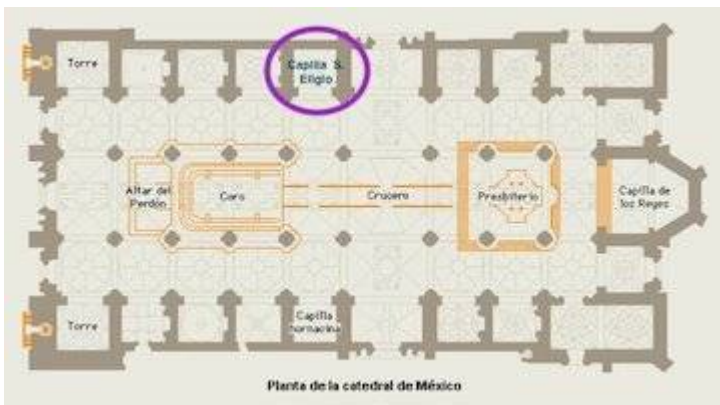 Torre
Capilla S.
Eligio
Altar del
Perdón
Coro
Crucero
Presbiterio
Capilla de
los Reyes
Torre
Capilla
hornacina
Planta de la catedral de México